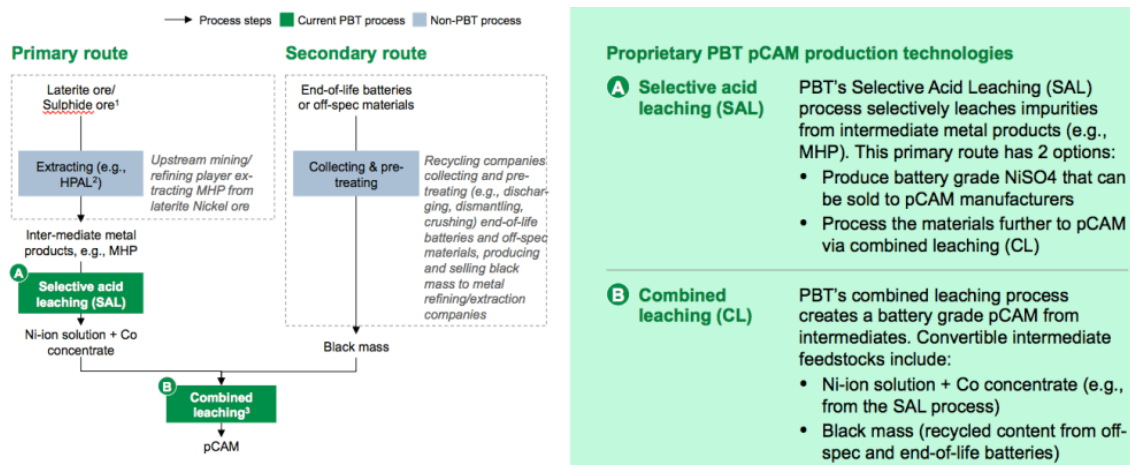 Process steps
Current PBT process
Non-PBT process
Primary route
Secondary route
Laterite ore/
Sulphide ore1
Extracting (e.g.,
HPAL2)
Upstream mining/
refining player ex-
tracting MHP from
laterite Nickel ore
Inter-mediate metal
products, e.g., MHP
A
Selective acid
leaching (SAL)
Ni-ion solution + Co
concentrate
End-of-life batteries
or off-spec materials
Collecting & pre-
treating
Recycling companies
collecting and pre-
treating (e.g., dischar-
ging, dismantling,
crushing) end-of-life
batteries and off-spec
materials, producing
and selling black
mass to metal
refining/extraction
companies
Black mass
B
Combined
leaching3
pCAM
Proprietary PBT pCAM production technologies
A
Selective acid
leaching (SAL)
PBT's Selective Acid Leaching (SAL)
process selectively leaches impurities
from intermediate metal products (e.g.,
MHP). This primary route has 2 options:
• Produce battery grade NiSO4 that can
be sold to pCAM manufacturers
• Process the materials further to pCAM
via combined leaching (CL)
B
Combined
leaching (CL)
PBT's combined leaching process
creates a battery grade pCAM from
intermediates. Convertible intermediate
feedstocks include:
• Ni-ion solution + Co concentrate (e.g.,
from the SAL process)
• Black mass (recycled content from off-
spec and end-of-life batteries)